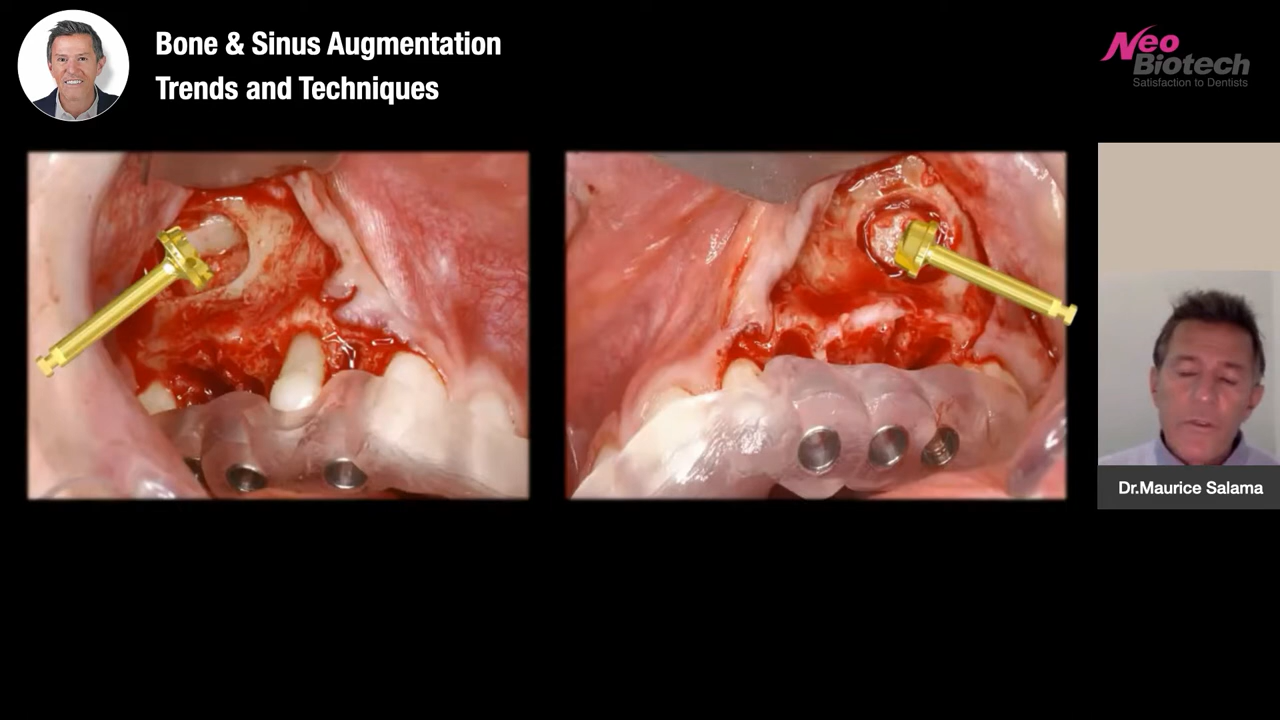 Bone & Sinus Augmentation
Trends and Techniques
Neo
Biotech
Satisfaction to Dentists
Dr.Maurice Salama